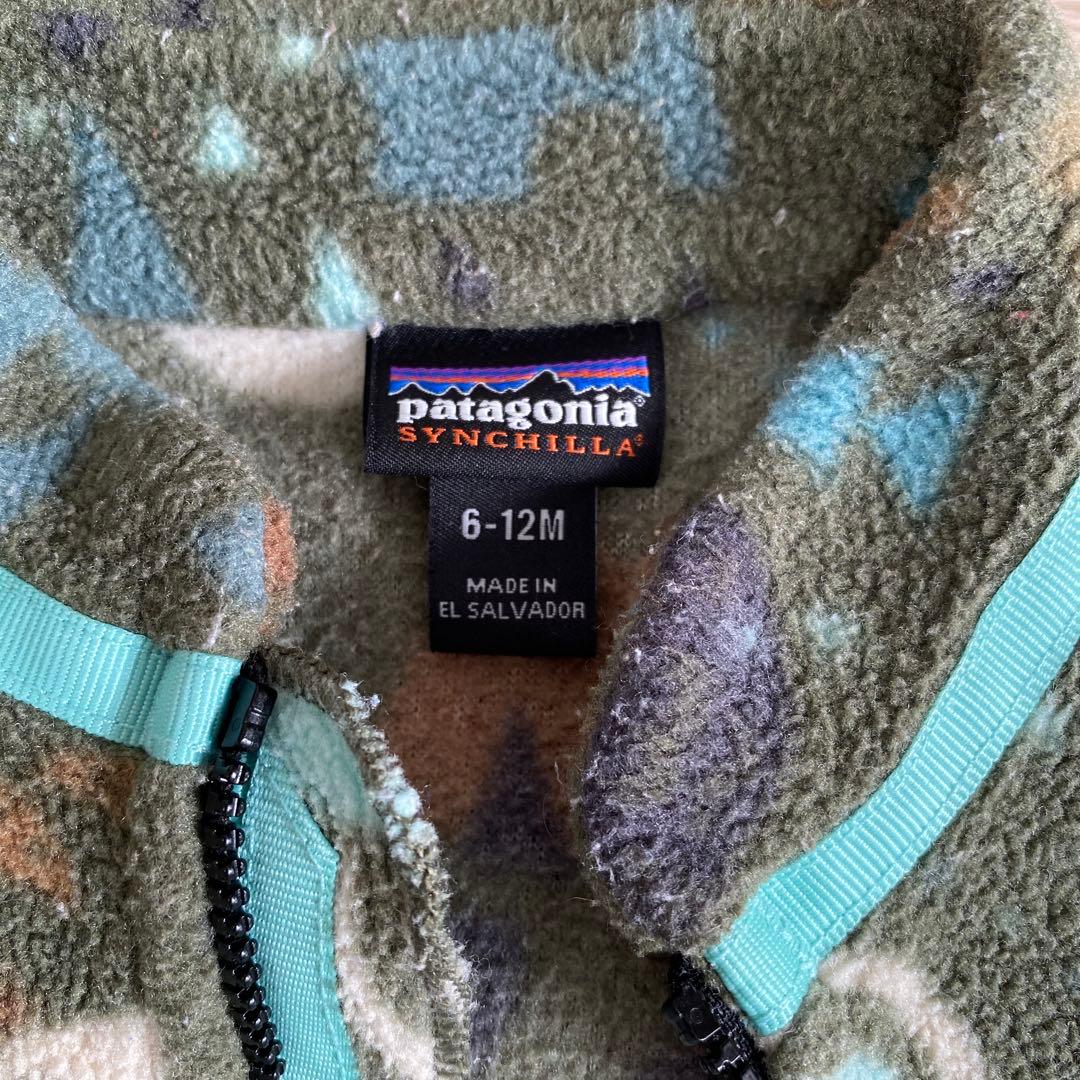 patagonia®
SYNCHILLA®
6-12M
MADE IN
EL SALVADOR